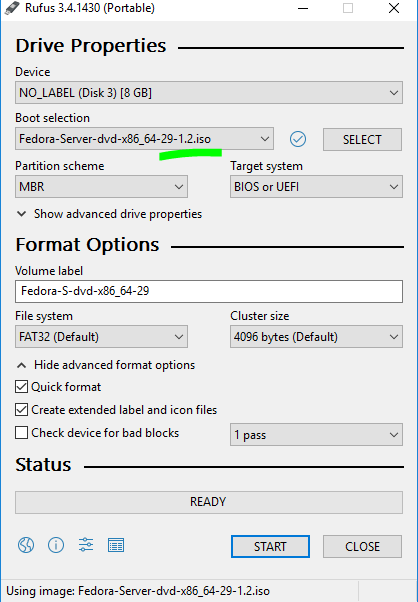 Rufus 3.4.1430 (Portable)
Drive Properties
Device
NO_LABEL (Disk 3) [8 GB]
Boot selection
Fedora-Server-dvd-x86_64-29-1.2.iso
SELECT
Partition scheme
Target system
MBR
BIOS or UEFI
Show advanced drive properties
Format Options
Volume label
Fedora-S-dvd-x86_64-29
File system
Cluster size
FAT32 (Default)
4096 bytes (Default)
Hide advanced format options
Quick format
Create extended label and icon files
Check device for bad blocks
1 pass
Status
READY
START
CLOSE
Using image: Fedora-Server-dvd-x86_64-29-1.2.iso